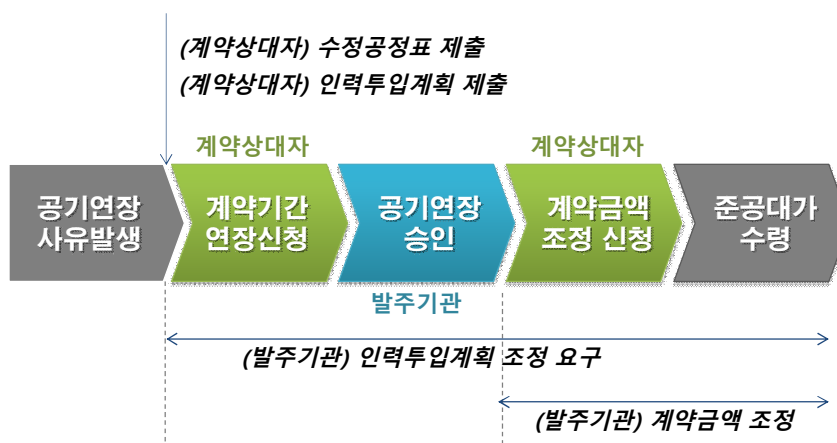 (계약상대자) 수정공정표 제출
(계약상대자) 인력투입계획 제출
계약상대자
계약상대자
공기연장
사유발생
계약기간
연장신청
공기연장
승인
계약금액
조정 신청
준공대가
수령
발주기관
(발주기관) 인력투입계획 조정 요구
(발주기관) 계약금액 조정